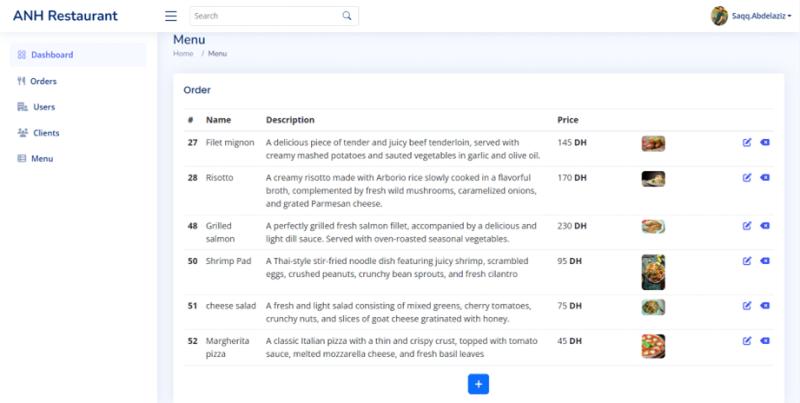 ANH Restaurant
Search
Saqq.Abdelaziz
Dashboard
Orders
Users
Clients
Menu
Menu
Home / Menu
Order
# Name Description Price
27 Filet mignon A delicious piece of tender and juicy beef tenderloin, served with 145 DH
creamy mashed potatoes and sauted vegetables in garlic and olive oil.
28 Risotto A creamy risotto made with Arborio rice slowly cooked in a flavorful 170 DH
broth, complemented by fresh wild mushrooms, caramelized onions,
and grated Parmesan cheese.
48 Grilled A perfectly grilled fresh salmon fillet, accompanied by a delicious and 230 DH
salmon light dill sauce. Served with oven-roasted seasonal vegetables.
50 Shrimp Pad A Thai-style stir-fried noodle dish featuring juicy shrimp, scrambled 95 DH
eggs, crushed peanuts, crunchy bean sprouts, and fresh cilantro
51 cheese salad A fresh and light salad consisting of mixed greens, cherry tomatoes, 75 DH
crunchy nuts, and slices of goat cheese gratinated with honey.
52 Margherita A classic Italian pizza with a thin and crispy crust, topped with tomato 45 DH
pizza sauce, melted mozzarella cheese, and fresh basil leaves
+